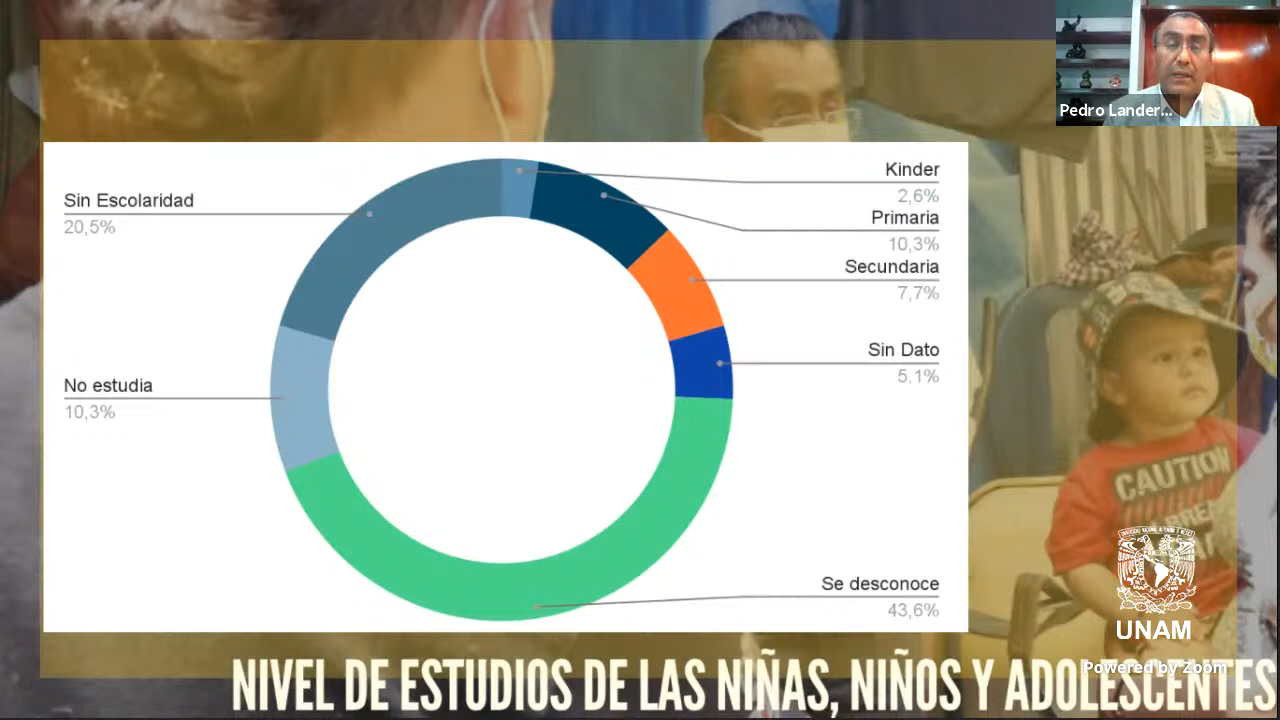 Pedro Lander...
Kinder
2,6%
Primaria
10,3%
Secundaria
7,7%
Sin Dato
5,1%
Se desconoce
43,6%
Sin Escolaridad
20,5%
No estudia
10,3%
CAUTION
UNAM
Powered by Zoom
NIVEL DE ESTUDIOS DE LAS NIÑAS, NIÑOS Y ADOLESCENTES